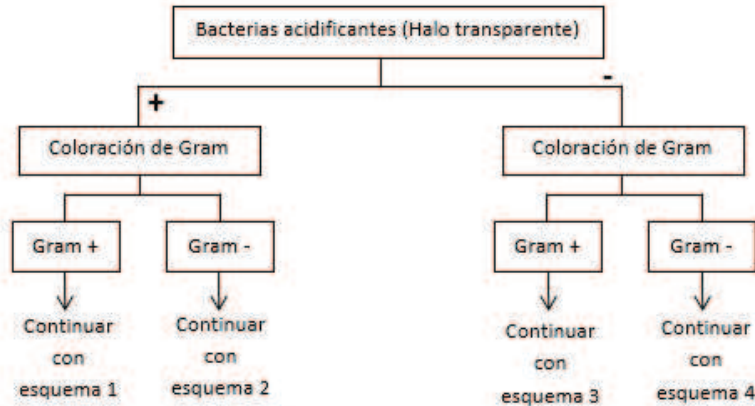 Bacterias acidificantes (Halo transparente)
+
-
Coloración de Gram
Coloración de Gram
Gram +
Gram -
Gram +
Gram -
Continuar
con
esquema 1
Continuar
con
esquema 2
Continuar
con
esquema 3
Continuar
con
esquema 4